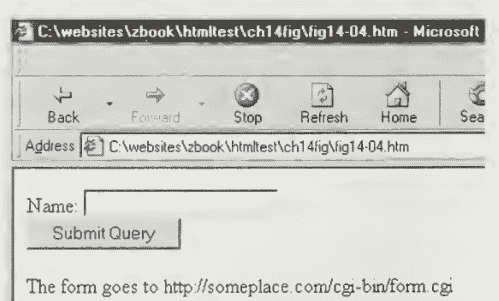 C:\websites\zbook\htmltest\ch14fig\fig14-04.htm - Microsoft
Back Forward Stop Refresh Home Sea
Address C:\websites\zbook\htmltest\ch14fig\fig14-04.htm
Name:
Submit Query
The form goes to http://someplace.com/cgi-bin/form.cgi